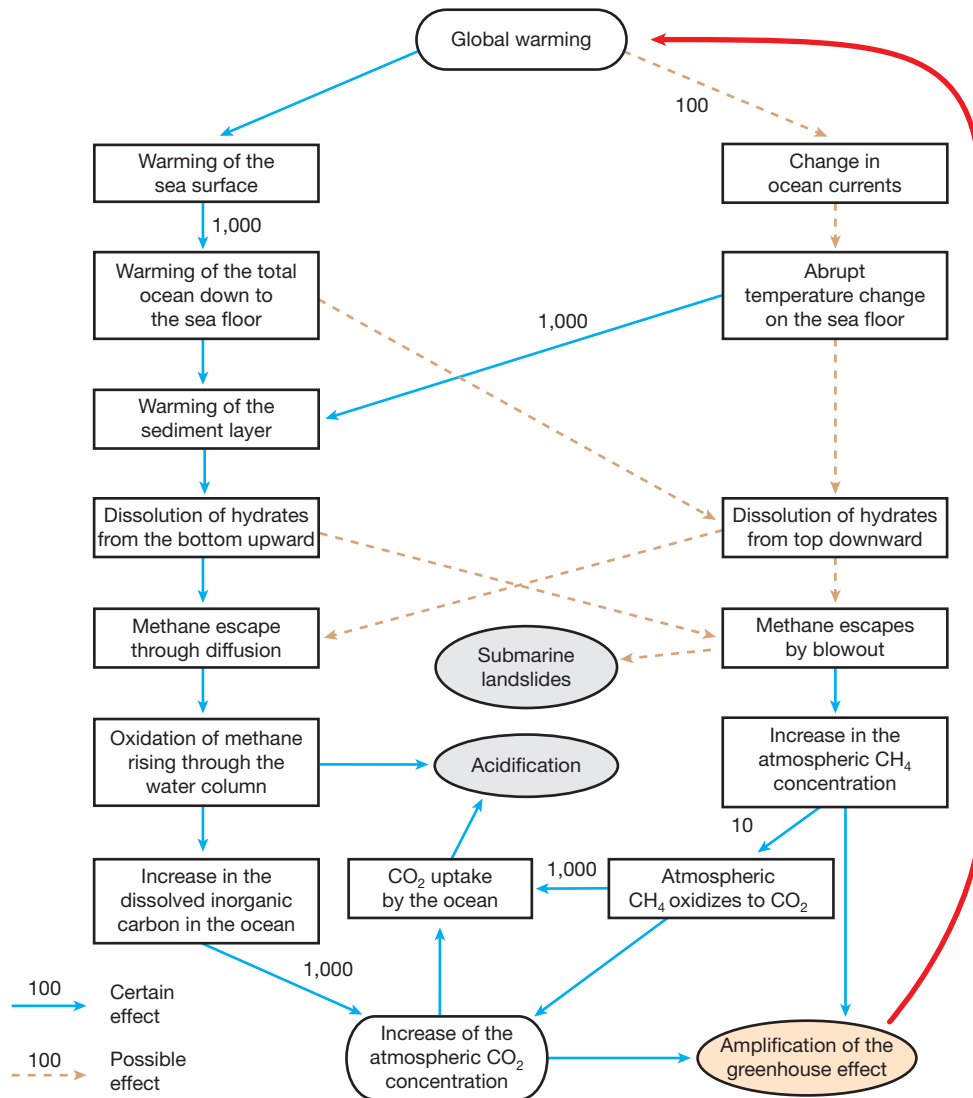 Global warming
100
Warming of the
sea surface
Change in
ocean currents
1,000
Warming of the total
ocean down to
the sea floor
Abrupt
temperature change
on the sea floor
1,000
Warming of the
sediment layer
Dissolution of hydrates
from the bottom upward
Dissolution of hydrates
from top downward
Methane escape
through diffusion
Submarine
landslides
Methane escapes
by blowout
Oxidation of methane
rising through the
water column
Acidification
Increase in the
atmospheric CH₄
concentration
10
Increase in the
dissolved inorganic
carbon in the ocean
CO₂ uptake
by the ocean
1,000
Atmospheric
CH₄ oxidizes to CO₂
1,000
100
Certain
effect
100
Possible
effect
Increase of the
atmospheric CO₂
concentration
Amplification of the
greenhouse effect